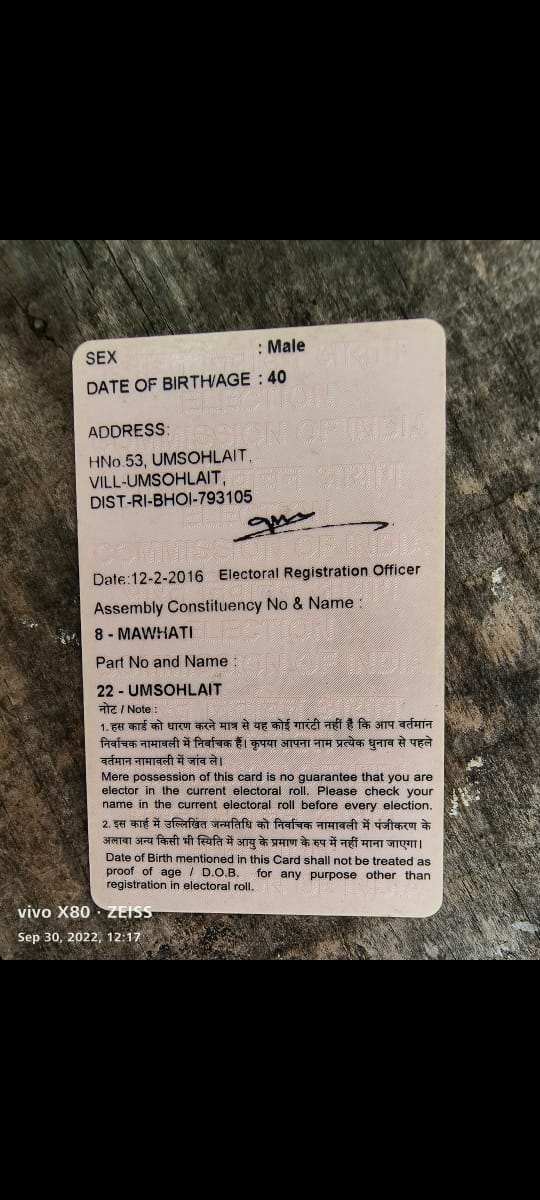 SEX : Male
DATE OF BIRTH/AGE : 40
ADDRESS:
HNo.53, UMSOHLAIT,
VILL-UMSOHLAIT,
DIST-RI-BHOI-793105
Date:12-2-2016 Electoral Registration Officer
Assembly Constituency No & Name :
8 - MAWHATI
Part No and Name :
22 - UMSOHLAIT
नोट / Note :
1. इस कार्ड को धारण करने मात्र से यह कोई गारंटी नहीं हैं कि आप वर्तमान
निर्वाचक नामावली में निर्वाचक हैं। कृपया आपना नाम प्रत्येक चुनाव से पहले
वर्तमान नामावली में जांच ले।
Mere possession of this card is no guarantee that you are
elector in the current electoral roll. Please check your
name in the current electoral roll before every election.
2. इस कार्ड में उल्लिखित जन्मतिथि को निर्वाचक नामावली में पंजीकरण के
अलावा अन्य किसी भी स्थिति में आयु के प्रमाण के रुप में नहीं माना जाएगा।
Date of Birth mentioned in this Card shall not be treated as
proof of age / D.O.B. for any purpose other than
registration in electoral roll.
vivo X80 · ZEISS
Sep 30, 2022, 12:17